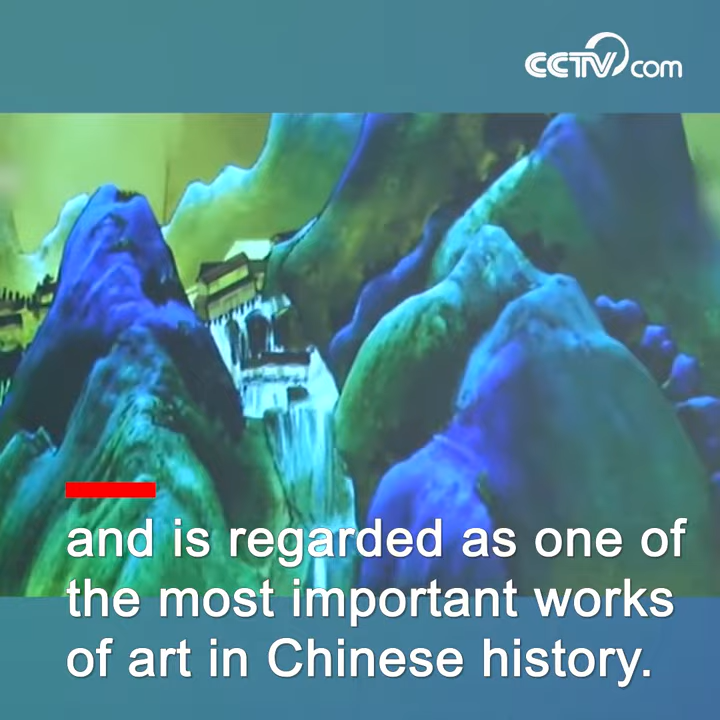 CCTV.com
and is regarded as one of
the most important works
of art in Chinese history.